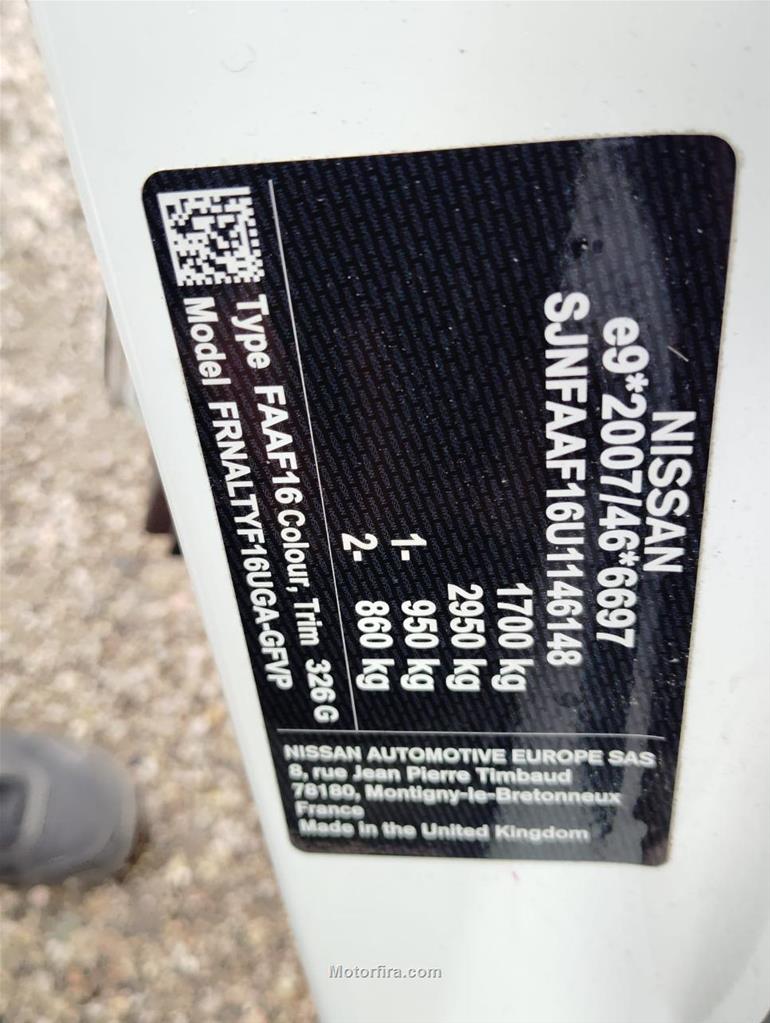 NISSAN
e9*2007/46*6697
SJNFAAF16U1146148
1700 kg
2950 kg
1- 950 kg
2- 860 kg
Type FAAF16 Colour, Trim 326 G
Model FRNALTYF16UGA-GFVP
NISSAN AUTOMOTIVE EUROPE SAS
8, rue Jean Pierre Timbaud
78180, Montigny-le-Bretonneux
France
Made in the United Kingdom
Motorfira.com